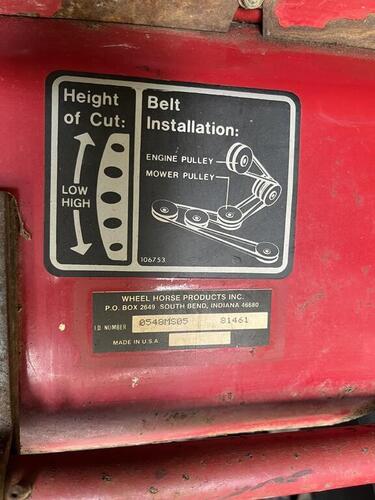 Height
of Cut:
LOW
HIGH
Belt
Installation:
ENGINE PULLEY
MOWER PULLEY
106753
WHEEL HORSE PRODUCTS INC.
P.O. BOX 2649 SOUTH BEND, INDIANA 46680
I.D. NUMBER 0548MS05 81461
MADE IN U.S.A.